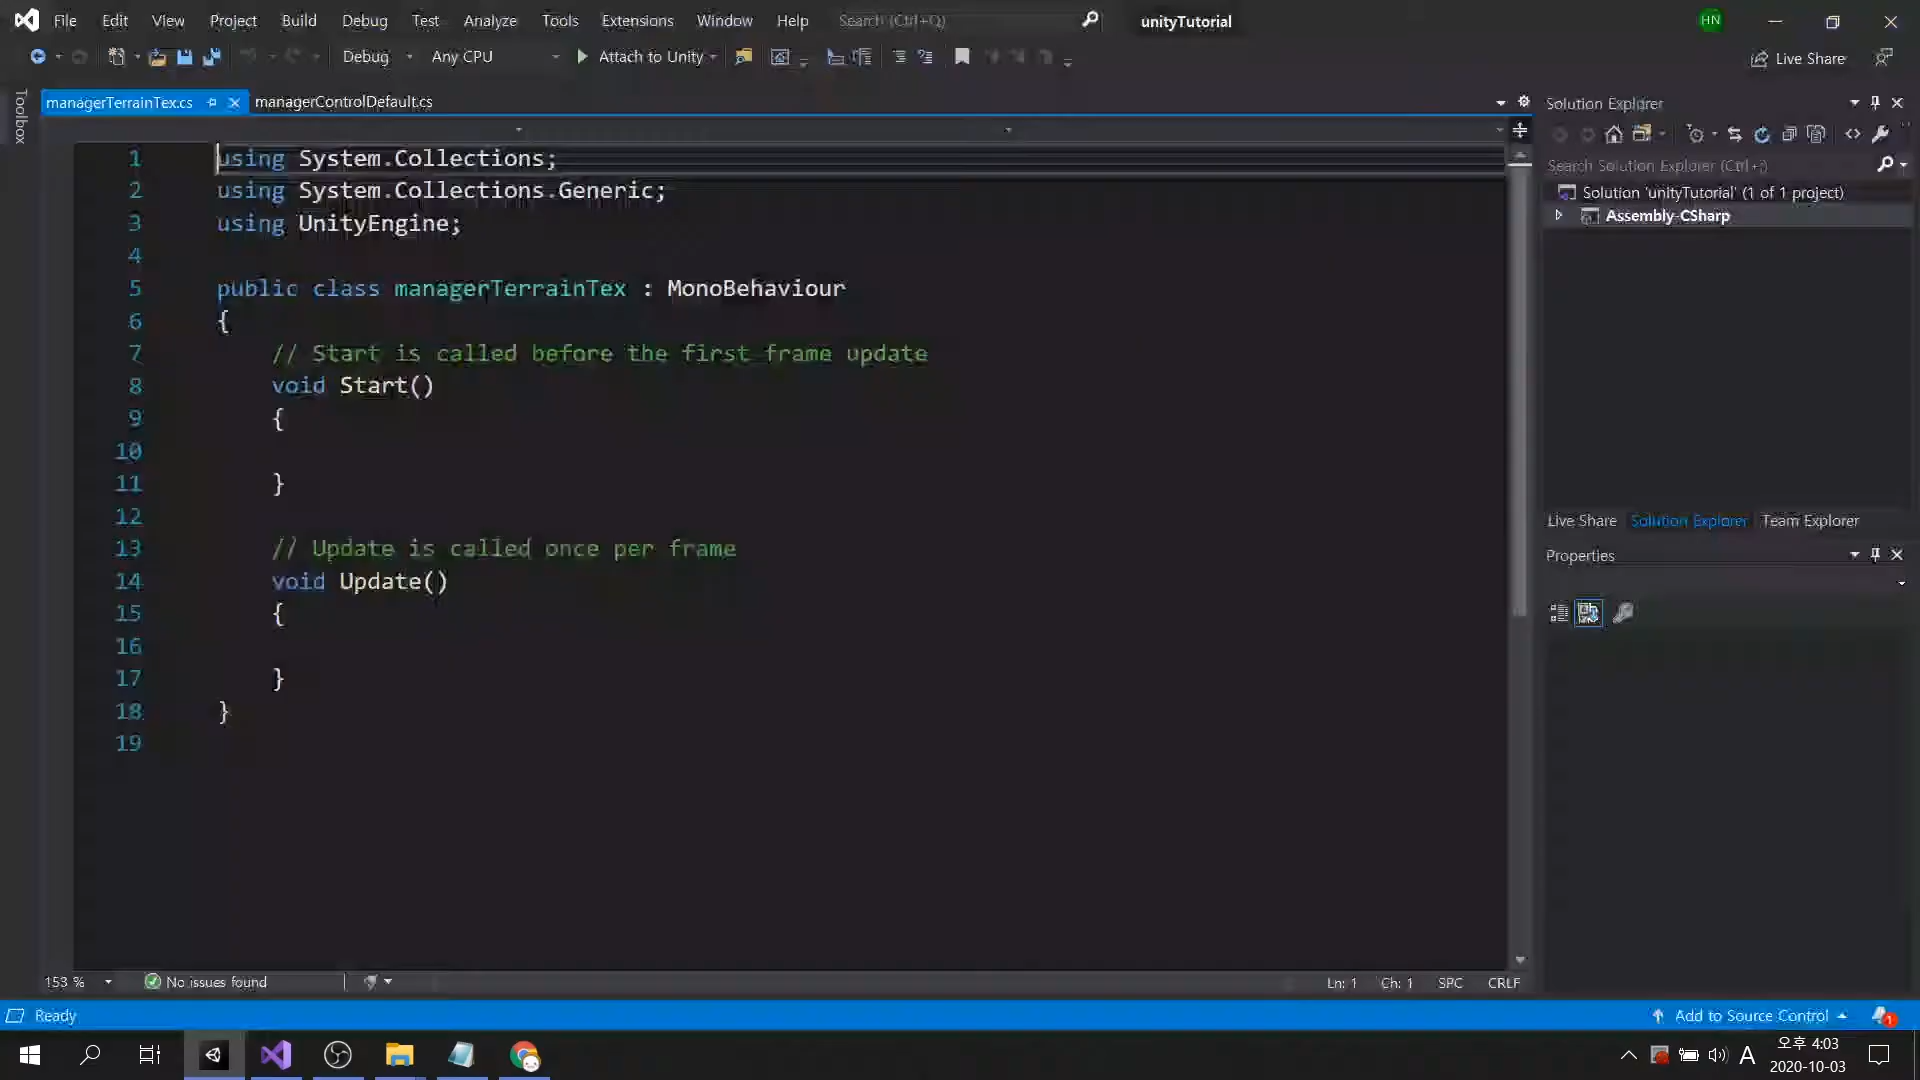 File Edit View Project Build Debug Test Analyze Tools Extensions Window Help Search (Ctrl+Q) unityTutorial HN
Debug Any CPU Attach to Unity Live Share
Toolbox
managerTerrainTex.cs managerControlDefault.cs
1 using System.Collections;
2 using System.Collections.Generic;
3 using UnityEngine;
4
5 public class managerTerrainTex : MonoBehaviour
6 {
7 // Start is called before the first frame update
8 void Start()
9 {
10
11 }
12
13 // Update is called once per frame
14 void Update()
15 {
16
17 }
18 }
19
153 % No issues found Ln: 1 Ch: 1 SPC CRLF
Solution Explorer
Search Solution Explorer (Ctrl+;)
Solution 'unityTutorial' (1 of 1 project)
Assembly-CSharp
Live Share Solution Explorer Team Explorer
Properties
Ready Add to Source Control 1
A 오후 4:03
2020-10-03